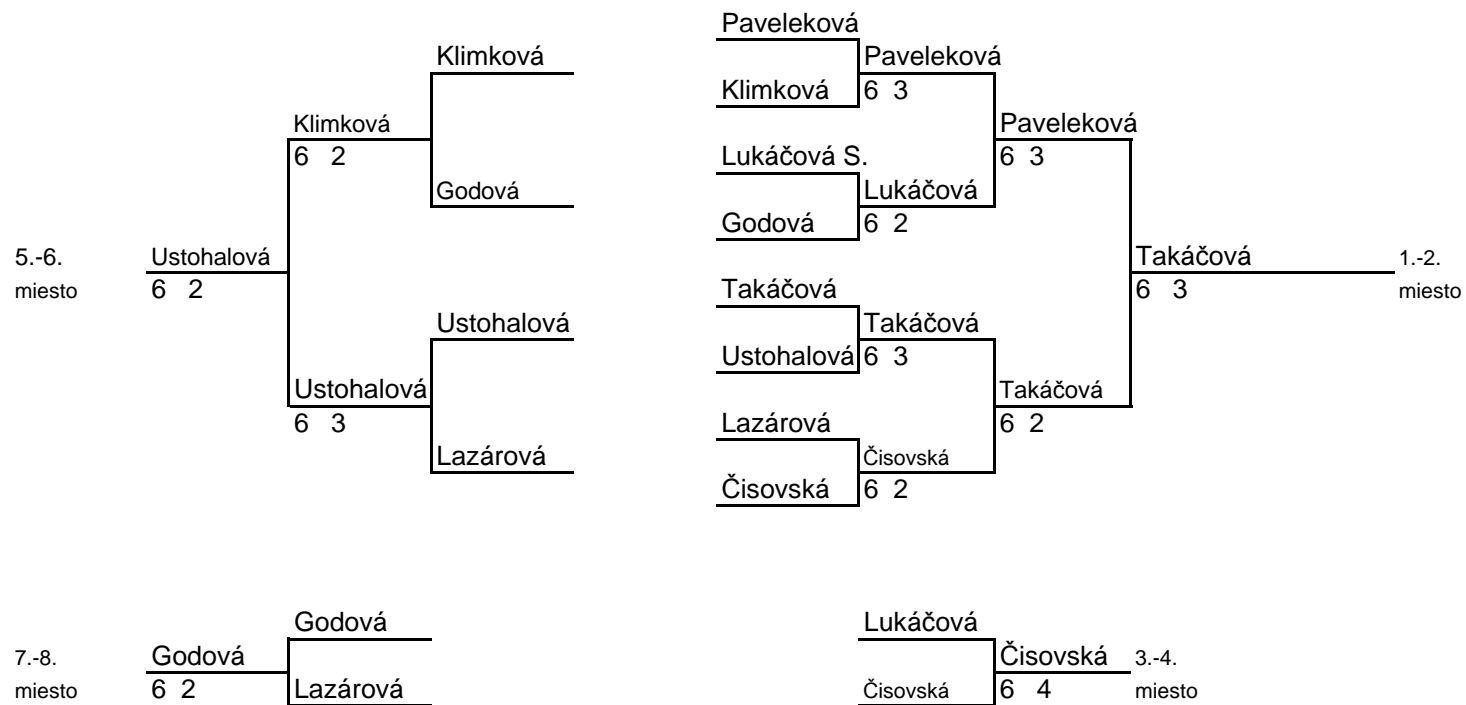 Paveleková
Klimková Paveleková
Klimková 6 3
Klimková Paveleková
6 2 Lukáčová S. 6 3
Godová Lukáčová
Godová 6 2
5.-6. Ustohalová Takáčová 1.-2.
miesto 6 2 Takáčová 6 3 miesto
Ustohalová Takáčová
Ustohalová 6 3
Ustohalová Takáčová
6 3 Lazárová 6 2
Lazárová Čisovská
Čisovská 6 2
Godová Lukáčová
7.-8. Godová Čisovská 3.-4.
miesto 6 2 Lazárová Čisovská 6 4 miesto